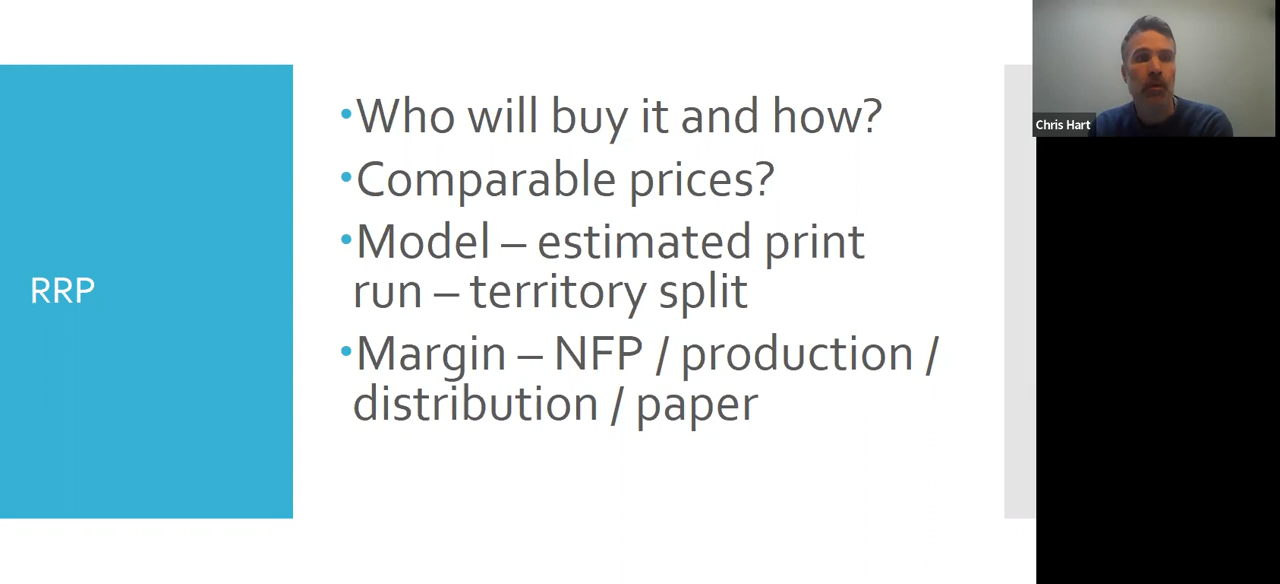 RRP
•Who will buy it and how?
•Comparable prices?
•Model – estimated print
run – territory split
•Margin – NFP / production /
distribution / paper
Chris Hart